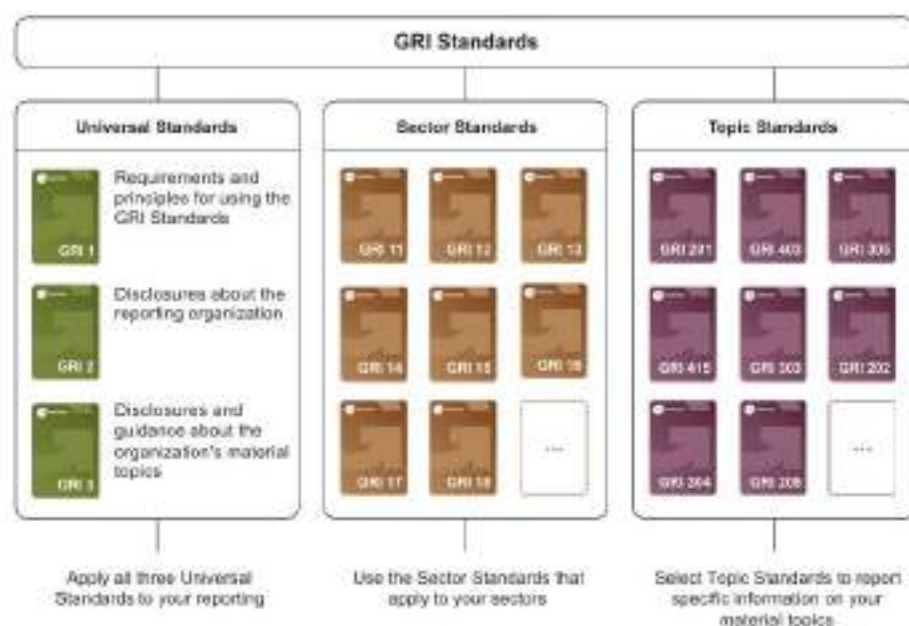 GRI Standards
Universal Standards
Requirements and
principles for using the
GRI Standards
GRI 1
Disclosures about the
reporting organization
GRI 2
Disclosures and
guidance about the
organization's material
topics
GRI 3
Apply all three Universal
Standards to your reporting
Sector Standards
GRI 11
GRI 12
GRI 13
GRI 14
GRI 15
GRI 16
GRI 17
GRI 18
...
Use the Sector Standards that
apply to your sectors
Topic Standards
GRI 201
GRI 403
GRI 305
GRI 415
GRI 303
GRI 202
GRI 304
GRI 205
...
Select Topic Standards to report
specific information on your
material topics